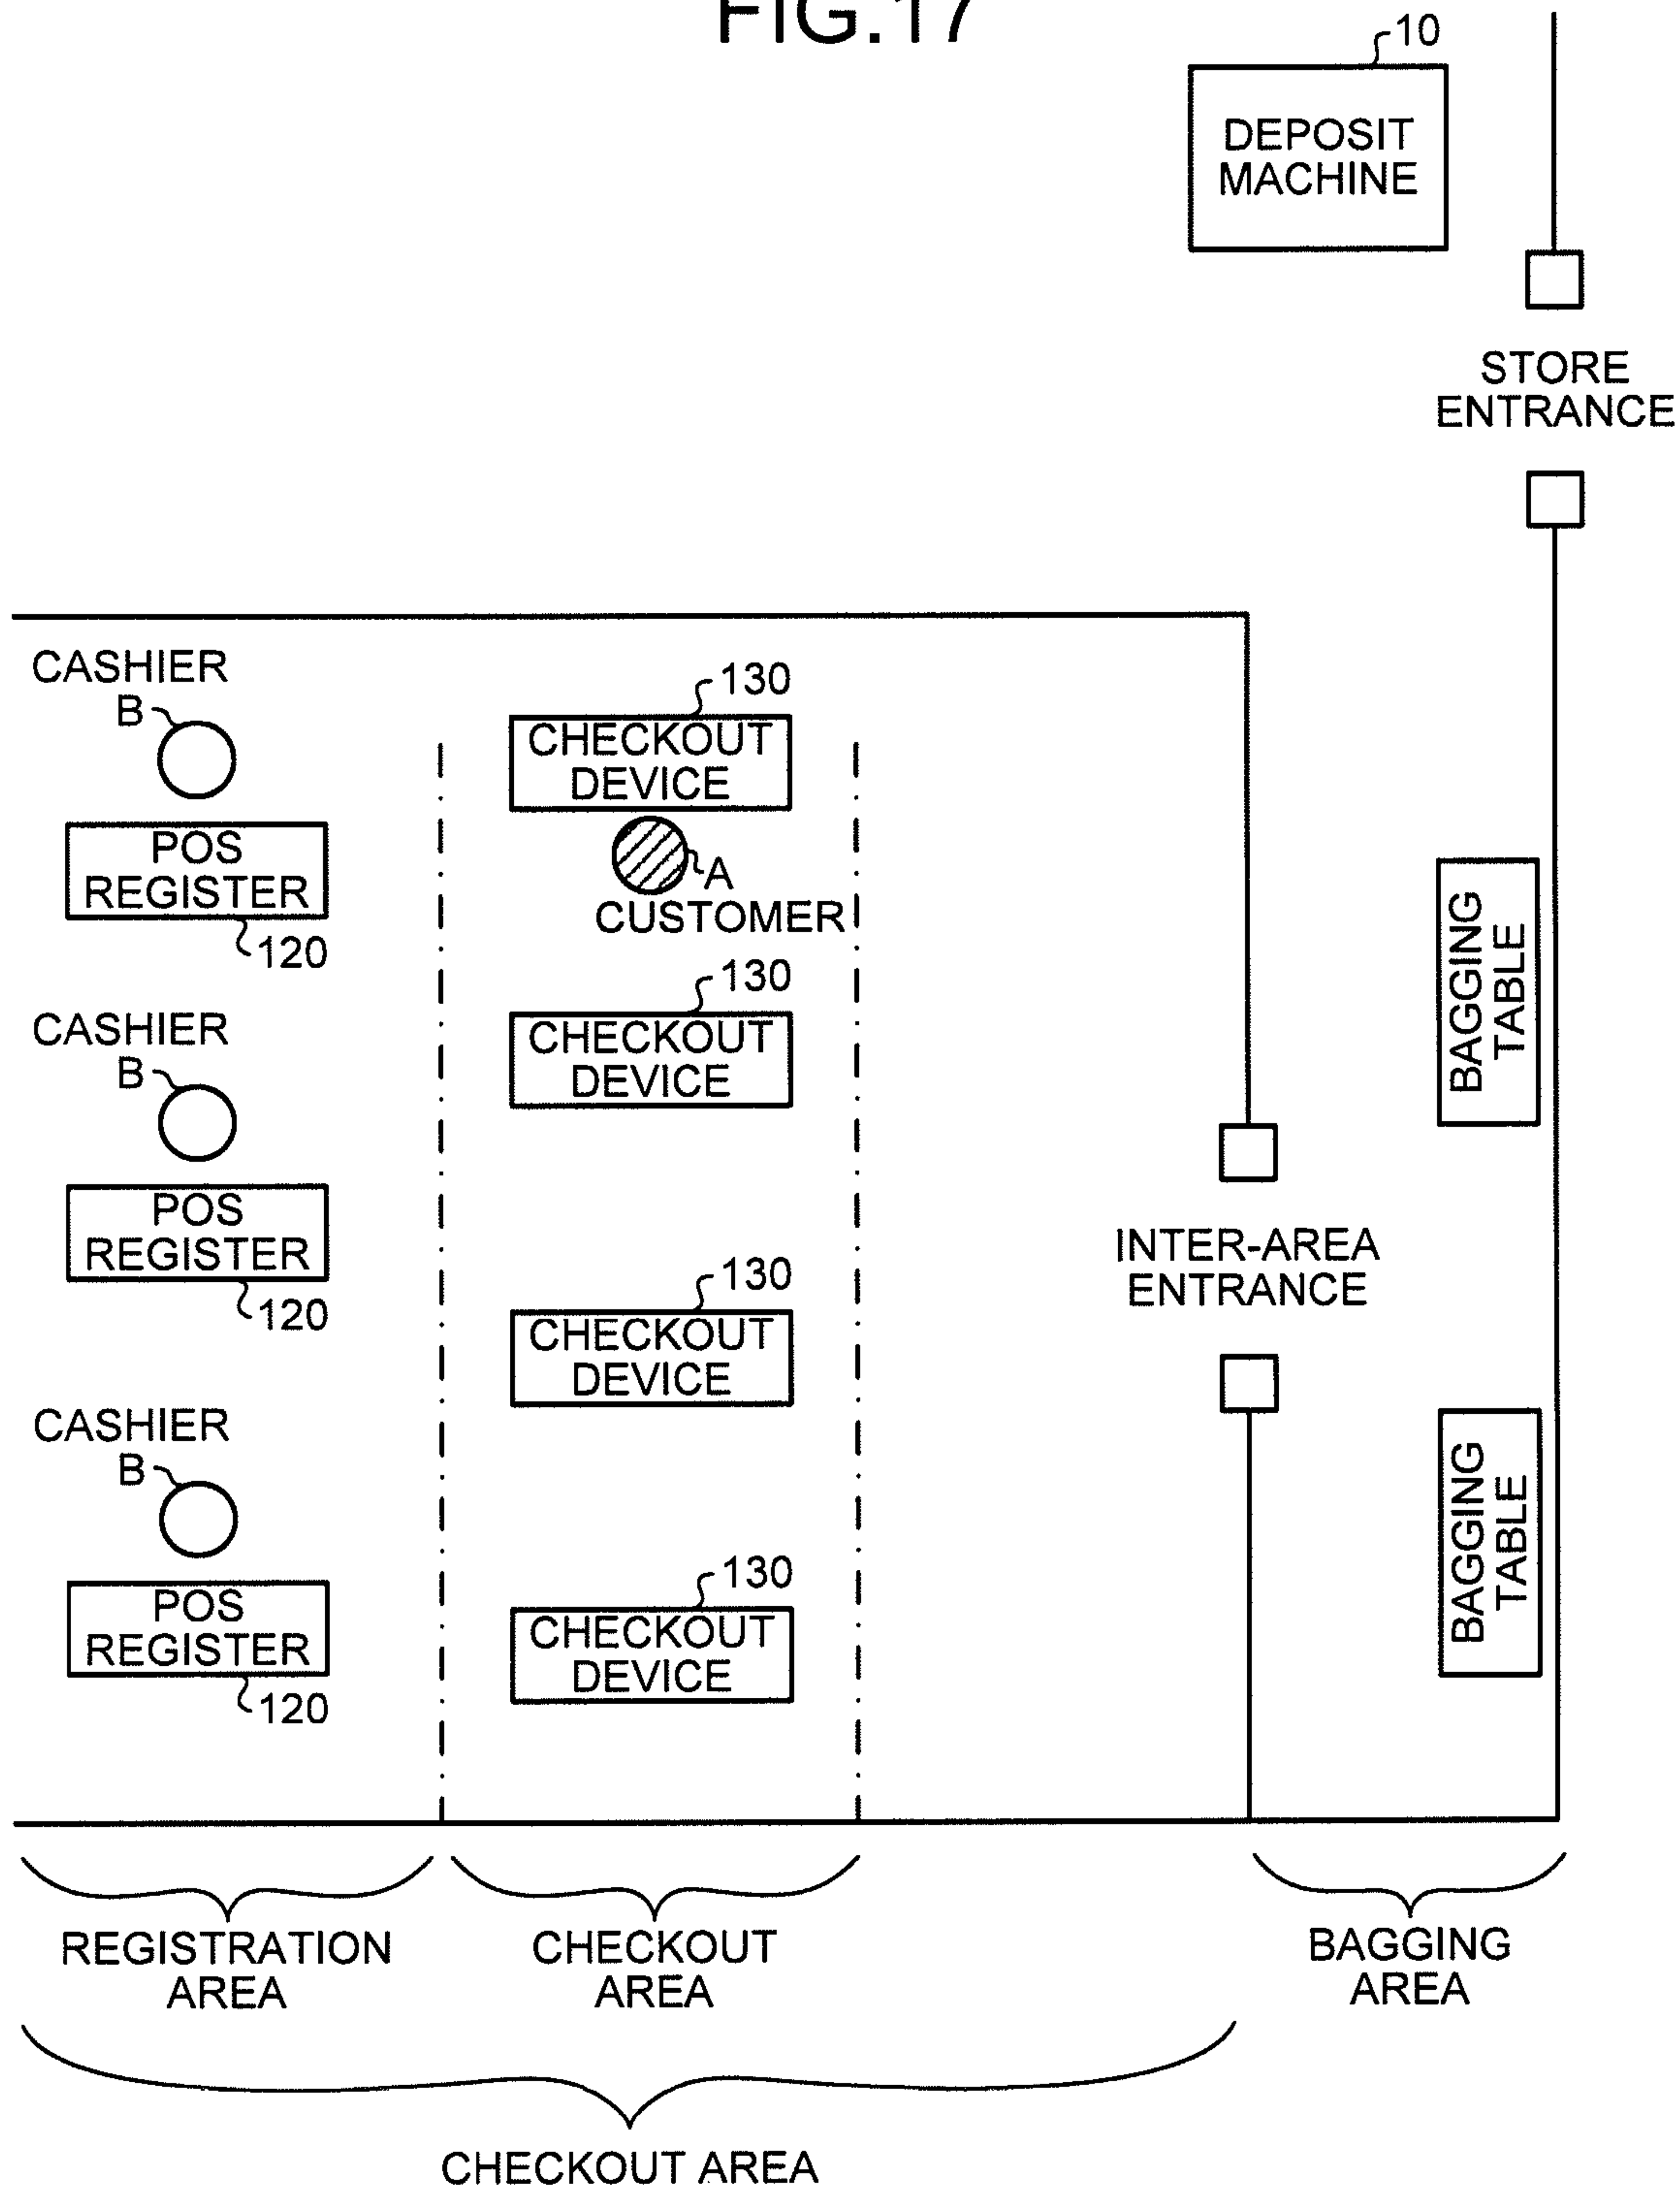 FIG.17
10
DEPOSIT
MACHINE
STORE
ENTRANCE
CASHIER
B
POS
REGISTER
120
130
CHECKOUT
DEVICE
A
CUSTOMER
130
CHECKOUT
DEVICE
CASHIER
B
POS
REGISTER
120
BAGGING
TABLE
INTER-AREA
ENTRANCE
130
CHECKOUT
DEVICE
CASHIER
B
POS
REGISTER
120
130
CHECKOUT
DEVICE
BAGGING
TABLE
REGISTRATION
AREA
CHECKOUT
AREA
BAGGING
AREA
CHECKOUT AREA